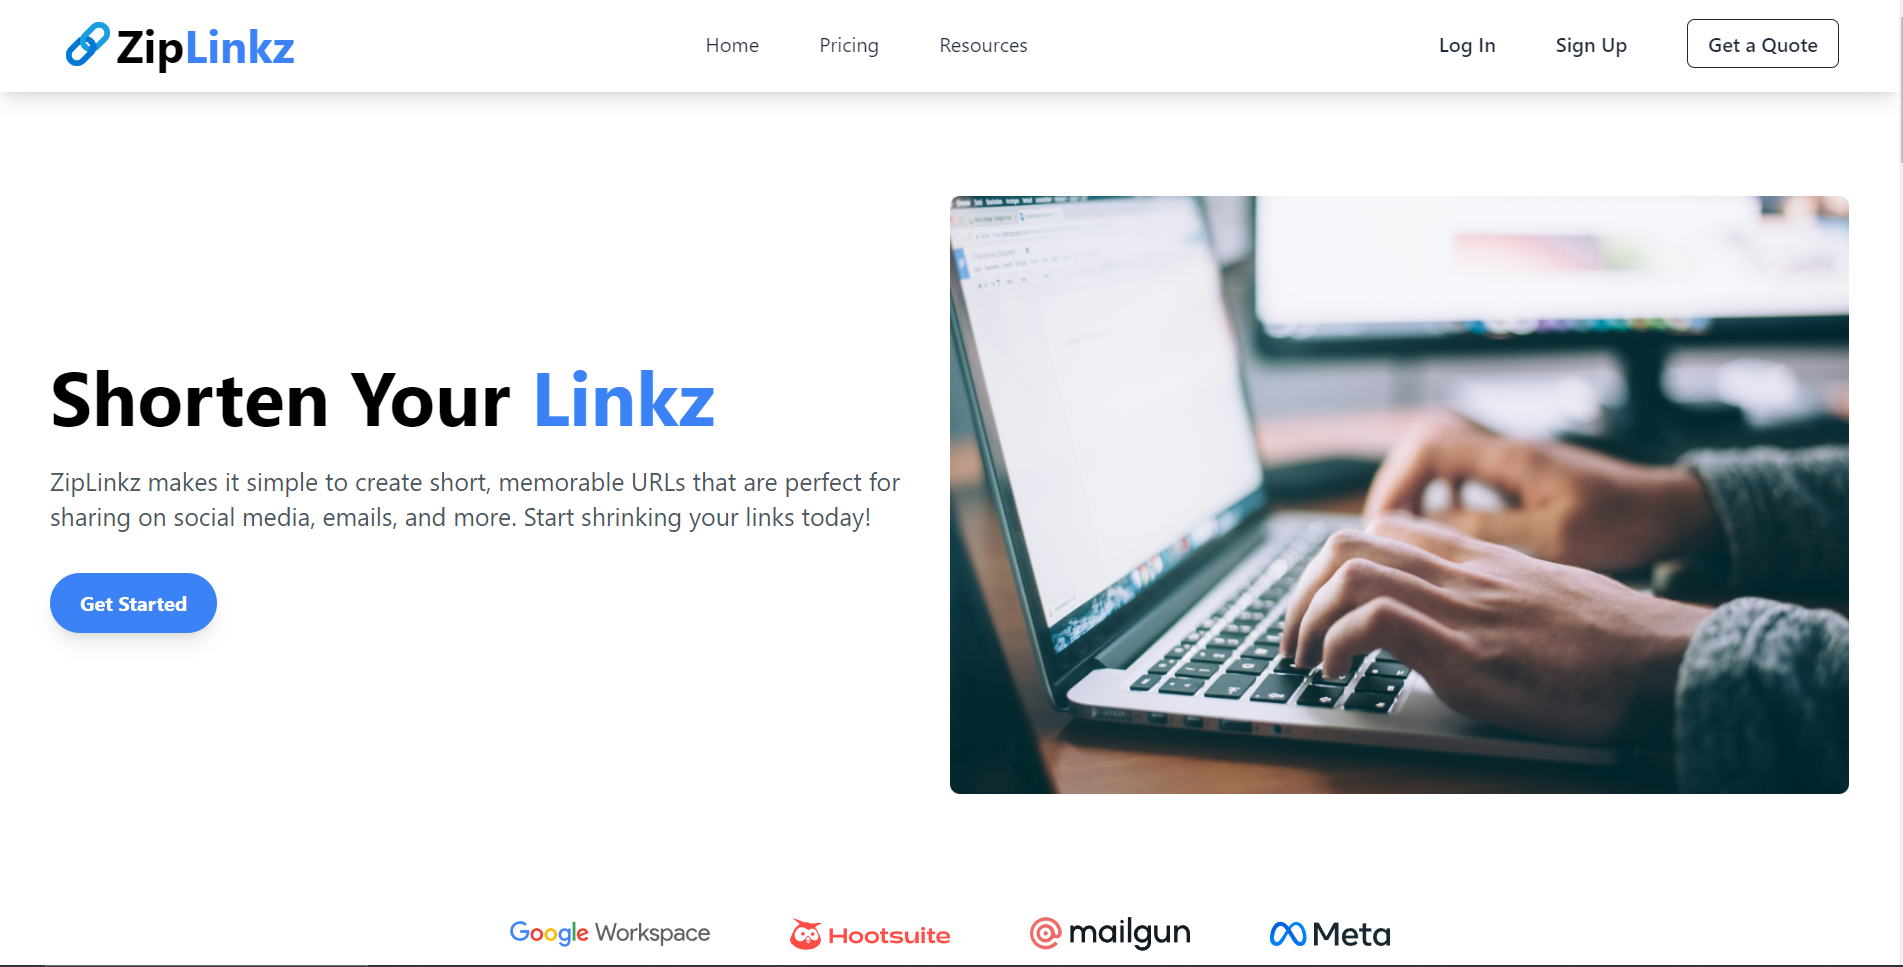 ZipLinkz
Home
Pricing
Resources
Log In
Sign Up
Get a Quote
Shorten Your Linkz
ZipLinkz makes it simple to create short, memorable URLs that are perfect for
sharing on social media, emails, and more. Start shrinking your links today!
Get Started
Google Workspace
Hootsuite
mailgun
Meta